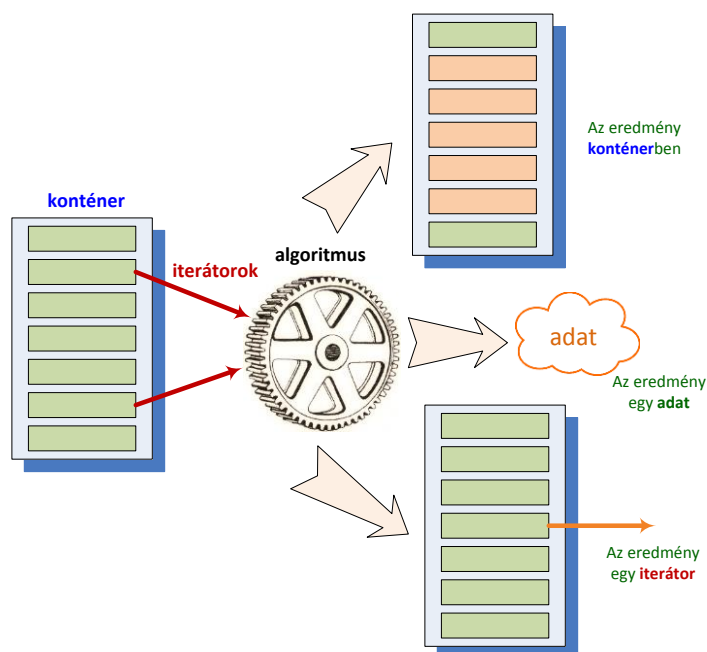 Az eredmény
konténerben
konténer
iterátorok
algoritmus
adat
Az eredmény
egy adat
Az eredmény
egy iterátor